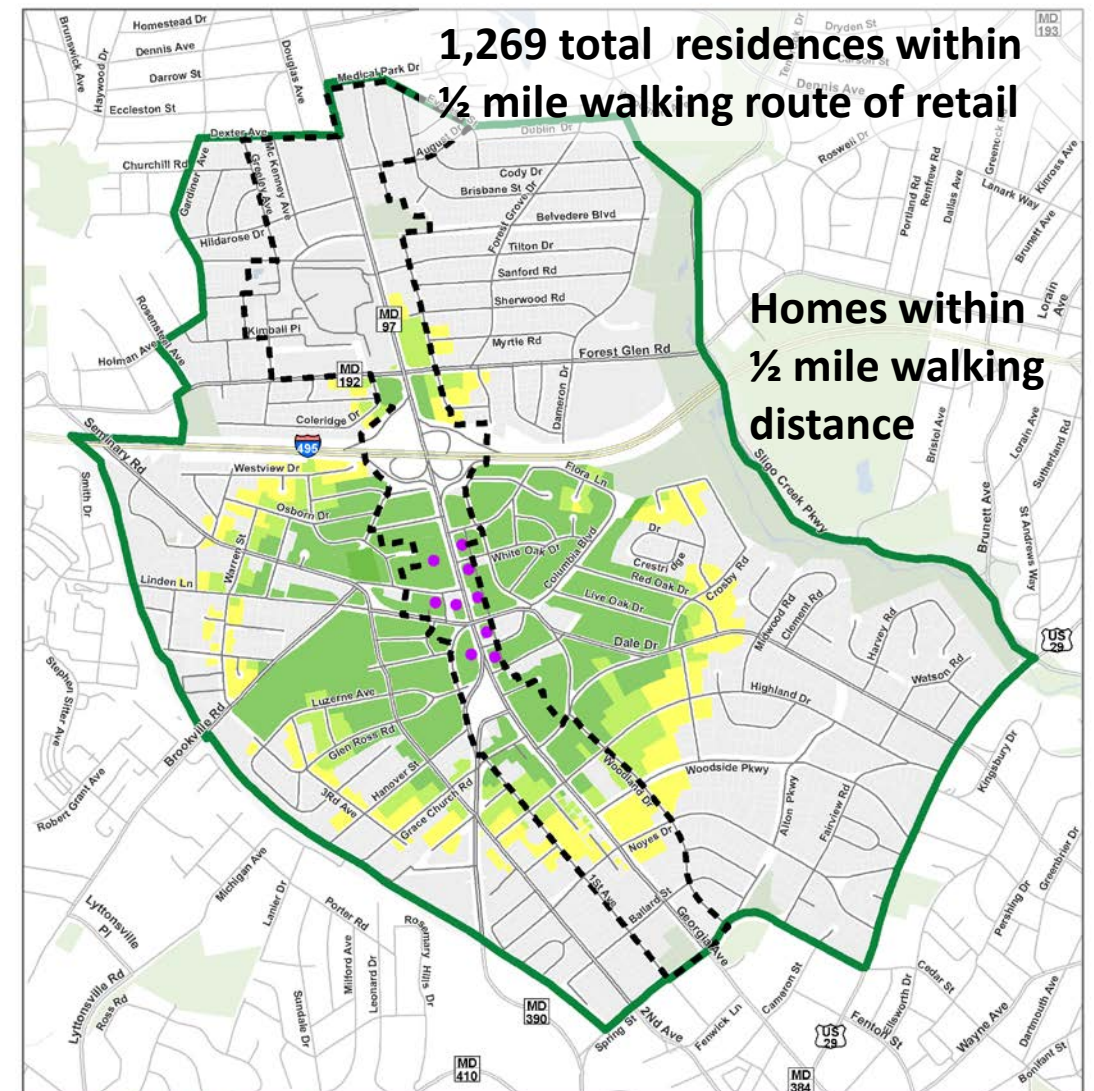 1,269 total residences within
½ mile walking route of retail
Homes within
½ mile walking
distance
Homestead Dr
Dennis Ave
Darrow St
Eccleston St
Brunswick Ave
Haywood Dr
Douglas Ave
Medical Park Dr
Dryden St
MD
193
Carson St
Dennis Ave
Dexter Ave
August Dr
Dublin Dr
Roswell Dr
Churchill Rd
Gardiner Ave
Greeley Ave
Mc Kenney Ave
Cody Dr
Brisbane St
Forest Grove Dr
Belvedere Blvd
Portland Rd
Renfrew Rd
Dallas Ave
Greenock Rd
Lanark Way
Kinross Ave
Brunett Ave
Hildarose Dr
Tilton Dr
Sanford Rd
Sherwood Rd
Rosensteel Ave
Holman Ave
Kimball Pl
MD
97
Myrtle Rd
Forest Glen Rd
Lorain
Ave
MD
192
Coleridge Dr
Dameron Dr
Bristol Ave
Lorain Ave
Sutherland Rd
Seminary Rd
495
Smith Dr
Westview Dr
Flora Ln
Sligo Creek Pkwy
Brunett Ave
St Andrews Way
Osborn Dr
Warren St
White Oak Dr
Columbia Blvd
Dr
Crestri dge
Red Oak Dr
Crosby Rd
Linden Ln
Live Oak Dr
Midwood Rd
Clement Rd
Harvey Rd
US
29
Dale Dr
Watson Rd
Stephen Sitter Ave
Luzerne Ave
Highland Dr
Brookville Rd
Glen Ross Rd
Hanover St
3Rd Ave
Grace Church Rd
Woodland Dr
Woodside Pkwy
Kingsbury Dr
Robert Grant Ave
Alton Pkwy
Fairview Rd
Noyes Dr
Michigan Ave
1St Ave
Ballard St
Georgia Ave
Greenbrier Dr
Pershing Dr
Lyttonsville
Pl
Lanier Dr
Porter Rd
Rosemary Hills Dr
Milford Ave
Leonard Dr
Lyttonsville Rd
Ross Rd
Sundale Dr
MD
390
Spring St
2Nd Ave
Fenwick Ln
Cameron St
Cedar St
Ellsworth Dr
Fenton St
Wayne Ave
Dartmouth Ave
Bonifant St
US
29
MD
410
MD
384